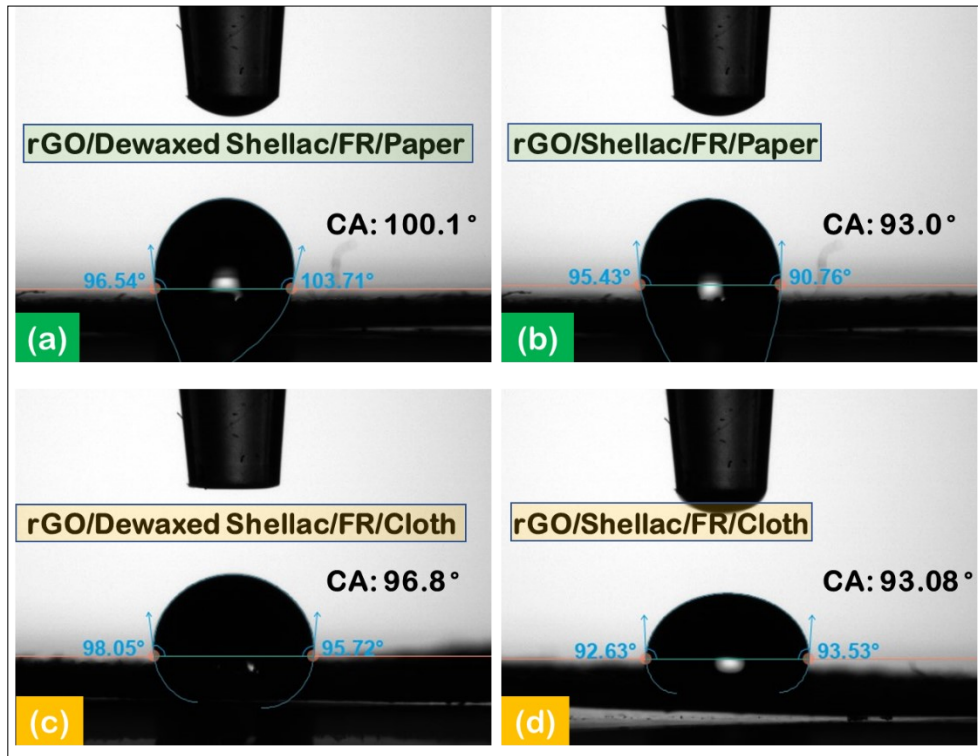 rGO/Dewaxed Shellac/FR/Paper
CA: 100.1°
96.54°
103.71°
(a)
rGO/Shellac/FR/Paper
CA: 93.0°
95.43°
90.76°
(b)
rGO/Dewaxed Shellac/FR/Cloth
CA: 96.8°
98.05°
95.72°
(c)
rGO/Shellac/FR/Cloth
CA: 93.08°
92.63°
93.53°
(d)